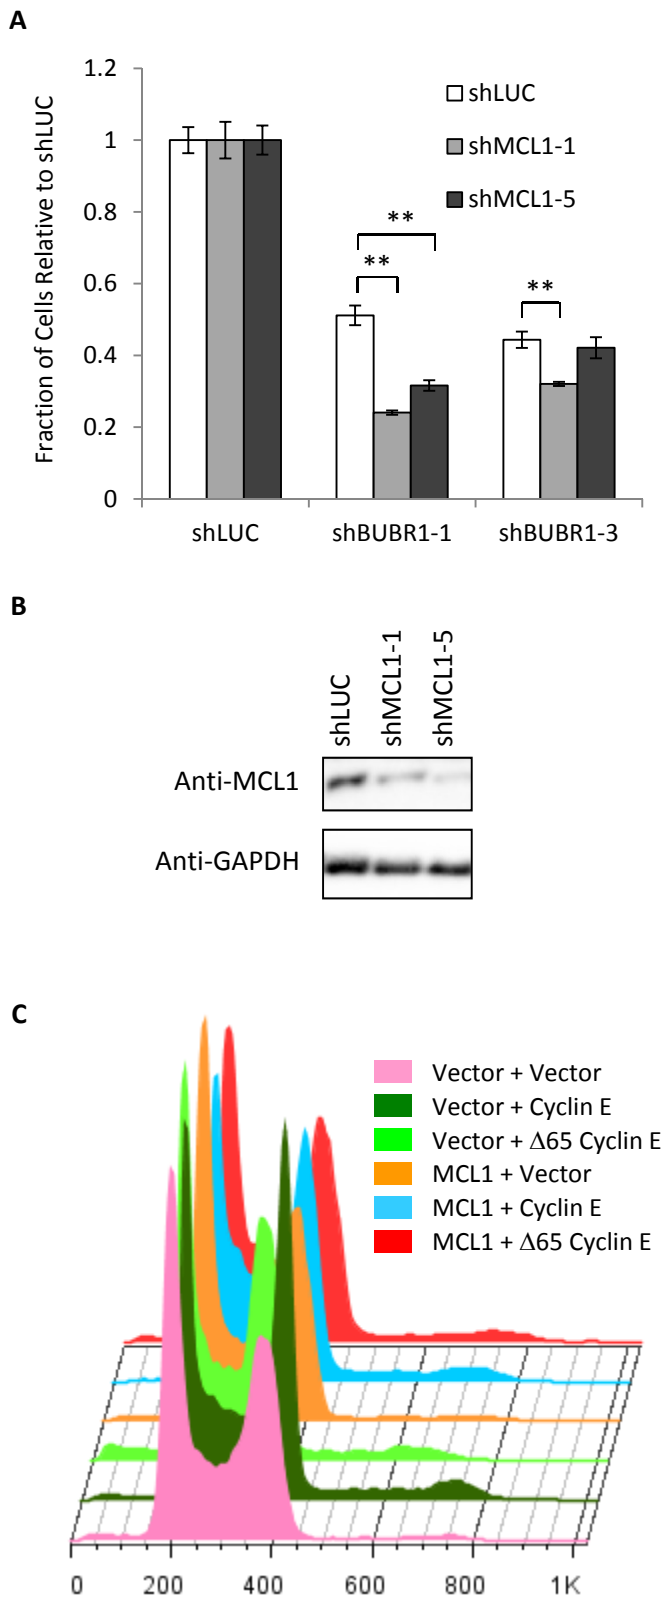 A
Fraction of Cells Relative to shLUC
1.2
1
0.8
0.6
0.4
0.2
0
shLUC
shMCL1-1
shMCL1-5
**
**
**
shLUC
shBUBR1-1
shBUBR1-3
B
shLUC
shMCL1-1
shMCL1-5
Anti-MCL1
Anti-GAPDH
C
Vector + Vector
Vector + Cyclin E
Vector + Δ65 Cyclin E
MCL1 + Vector
MCL1 + Cyclin E
MCL1 + Δ65 Cyclin E
0
200
400
600
800
1K